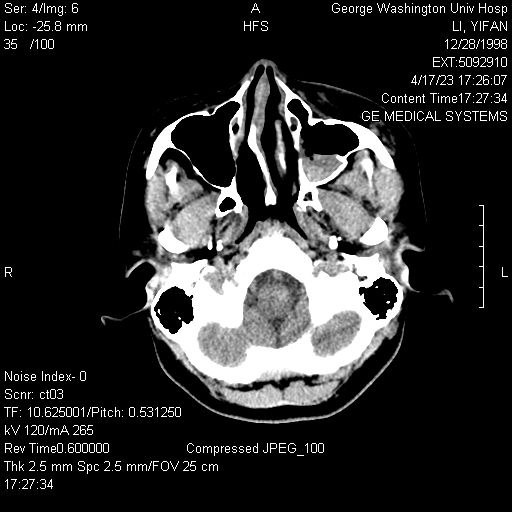 Ser: 4/Img: 6
Loc: -25.8 mm
35 /100
A
HFS
George Washington Univ Hosp
LI, YIFAN
12/28/1998
EXT:5092910
4/17/23 17:26:07
Content Time17:27:34
GE MEDICAL SYSTEMS
R
L
Noise Index- 0
Scnr: ct03
TF: 10.625001/Pitch: 0.531250
kV 120/mA 265
Rev Time0.600000 Compressed JPEG_100
Thk 2.5 mm Spc 2.5 mm/FOV 25 cm
17:27:34